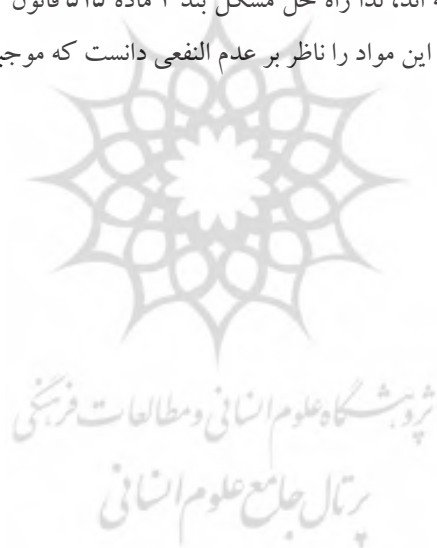 ه اند، لذا راه حل مشکل بند ۲ ماده ۵۱۵ قانون
این مواد را ناظر بر عدم النفعی دانست که موجب
پژوهشگاه علوم انسانی و مطالعات فرهنگی
پرتال جامع علوم انسانی